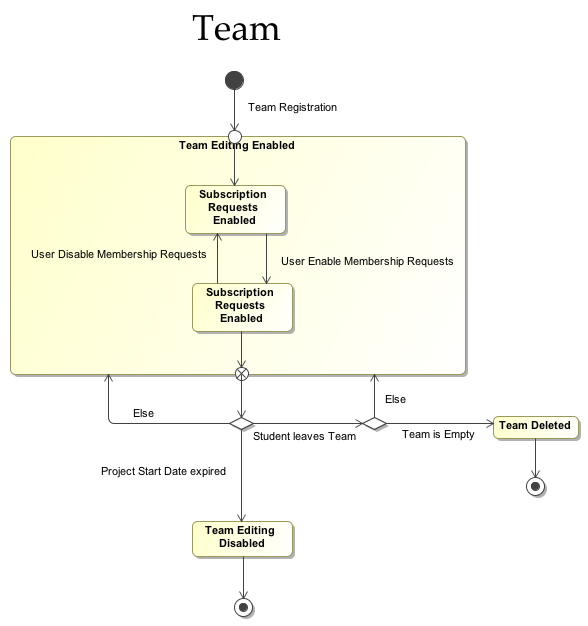 Team
Team Registration
Team Editing Enabled
Subscription
Requests
Enabled
User Disable Membership Requests
User Enable Membership Requests
Subscription
Requests
Enabled
Else
Else
Student leaves Team
Team is Empty
Team Deleted
Project Start Date expired
Team Editing
Disabled